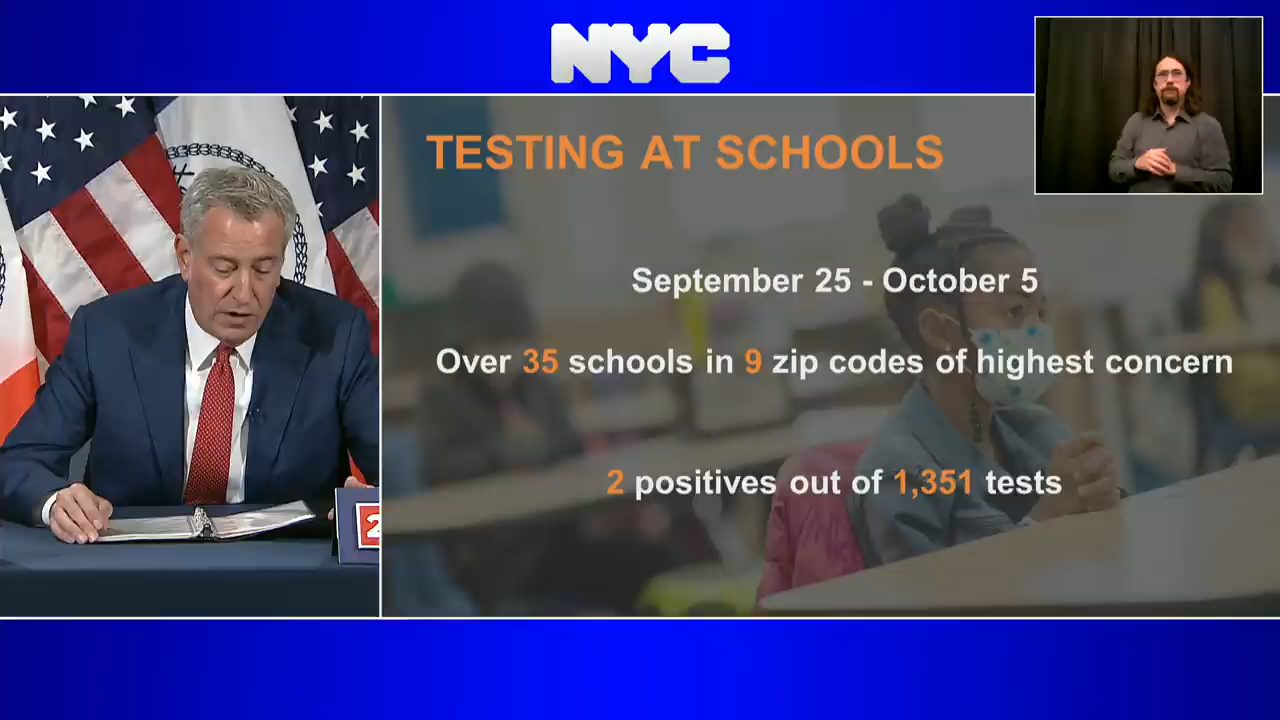 NYC
TESTING AT SCHOOLS
September 25 - October 5
Over 35 schools in 9 zip codes of highest concern
2 positives out of 1,351 tests
2